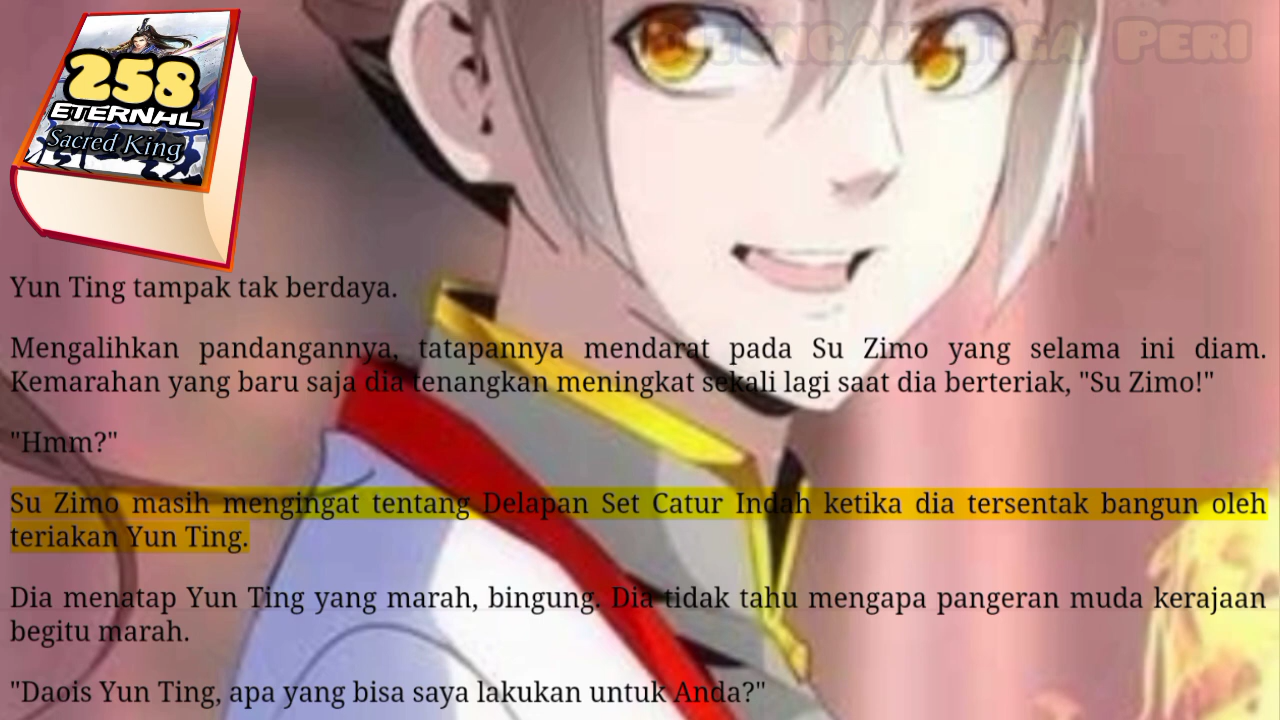 258
ETERNAL
Sacred King
Peri
Yun Ting tampak tak berdaya.
Mengalihkan pandangannya, tatapannya mendarat pada Su Zimo yang selama ini diam.
Kemarahan yang baru saja dia tenangkan meningkat sekali lagi saat dia berteriak, "Su Zimo!"
"Hmm?"
Su Zimo masih mengingat tentang Delapan Set Catur Indah ketika dia tersentak bangun oleh
teriakan Yun Ting.
Dia menatap Yun Ting yang marah, bingung. Dia tidak tahu mengapa pangeran muda kerajaan
begitu marah.
"Daois Yun Ting, apa yang bisa saya lakukan untuk Anda?"